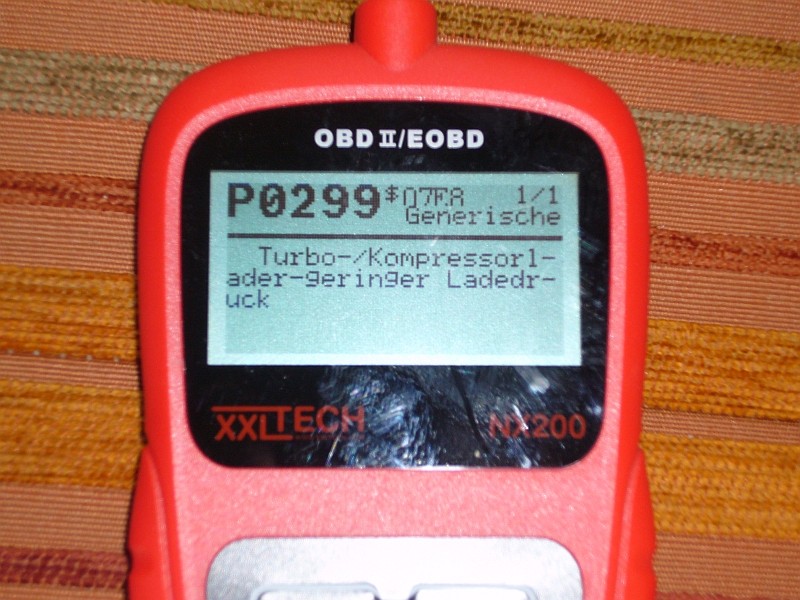 OBD II/EOBD
P0299 $07E8 1/1
Generische
Turbo-/Kompressorl-
ader-geringer Ladedr-
uck
XXLTECH
NX200